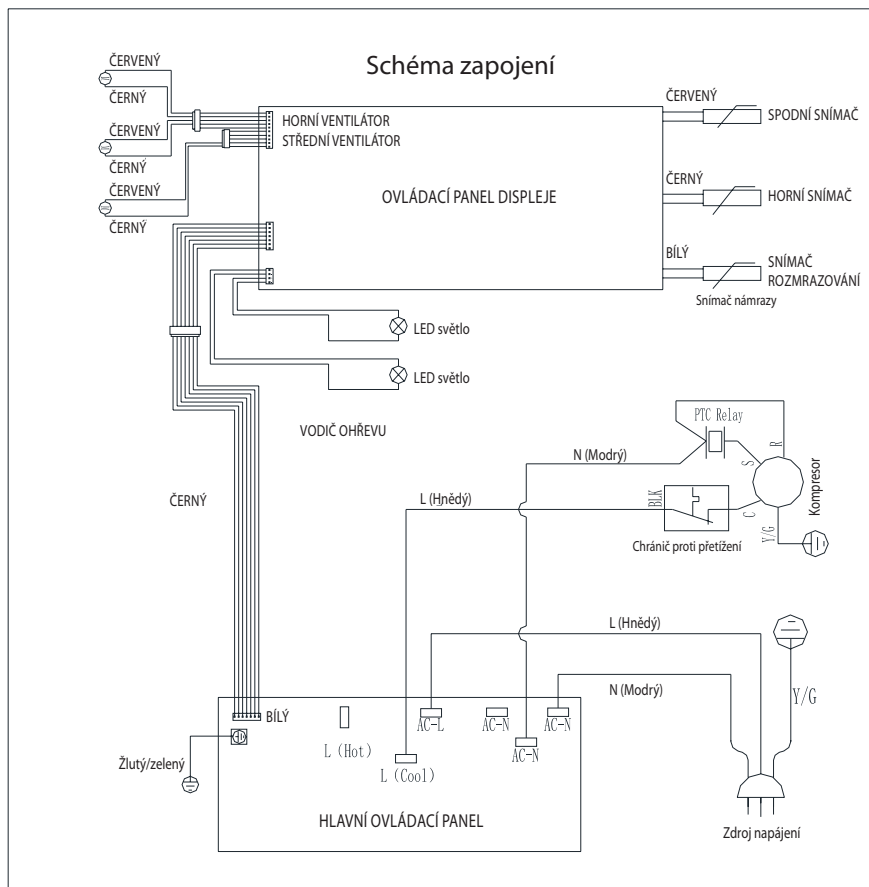 Schéma zapojení
ČERVENÝ
ČERNÝ
ČERVENÝ
ČERNÝ
ČERVENÝ
ČERNÝ
HORNÍ VENTILÁTOR
STŘEDNÍ VENTILÁTOR
OVLÁDACÍ PANEL DISPLEJE
ČERVENÝ
SPODNÍ SNÍMAČ
ČERNÝ
HORNÍ SNÍMAČ
BÍLÝ
SNÍMAČ
ROZMRAZOVÁNÍ
Snímač námrazy
LED světlo
LED světlo
VODIČ OHŘEVU
ČERNÝ
PTC Relay
N (Modrý)
R
S
Kompresor
L (Hnědý)
BLK
C
Y/G
Chránič proti přetížení
L (Hnědý)
N (Modrý)
Y/G
BÍLÝ
AC-L
AC-N
AC-N
L (Hot)
AC-N
L (Cool)
Žlutý/zelený
HLAVNÍ OVLÁDACÍ PANEL
Zdroj napájení